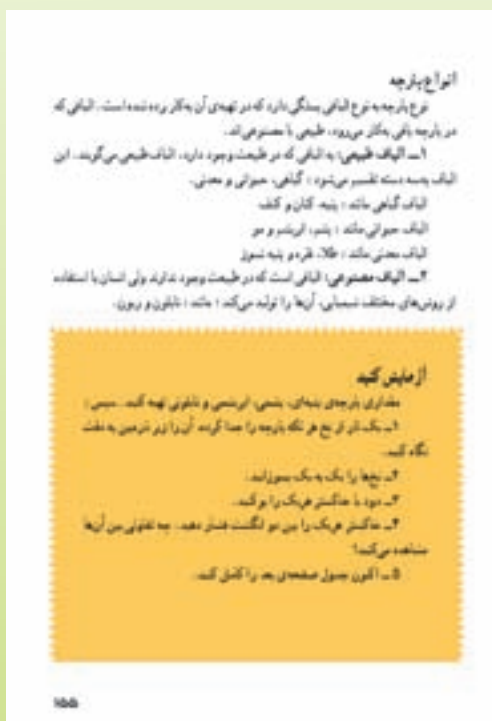 انواع پارچه
نوع پارچه به نوع الیافی بستگی دارد که در تهیه‌ی آن به‌کار برده شده است. الیافی که
در پارچه بافی به‌کار می‌رود، طبیعی یا مصنوعی‌اند.
۱ــ الیاف طبیعی: به الیافی که در طبیعت وجود دارد، الیاف طبیعی می‌گویند. این
الیاف به‌سه دسته تقسیم می‌شود: گیاهی، حیوانی و معدنی.
الیاف گیاهی مانند: پنبه، کتان و کنف
الیاف حیوانی مانند: پشم، ابریشم و مو
الیاف معدنی مانند: طلا، نقره و پنبه نسوز
۲ــ الیاف مصنوعی: الیافی است که در طبیعت وجود ندارند ولی انسان با استفاده
از روش‌های مختلف شیمیایی، آن‌ها را تولید می‌کند؛ مانند: نایلون و ریون.
آزمایش کنید
مقداری پارچه‌ی پنبه‌ای، پشمی، ابریشمی و نایلونی تهیه کنید. سپس:
۱ــ یک تار از نخ هر تکه پارچه را جدا کرده، آن را زیر ذره‌بین به دقت
نگاه کنید.
۲ــ نخ‌ها را یک به یک بسوزانید.
۳ــ دود یا خاکستر هریک را بو کنید.
۴ــ خاکستر هریک را بین دو انگشت فشار دهید. چه تفاوتی بین آن‌ها
مشاهده می‌کنید؟
۵ــ اکنون جدول صفحه‌ی بعد را کامل کنید.
۱۵۵